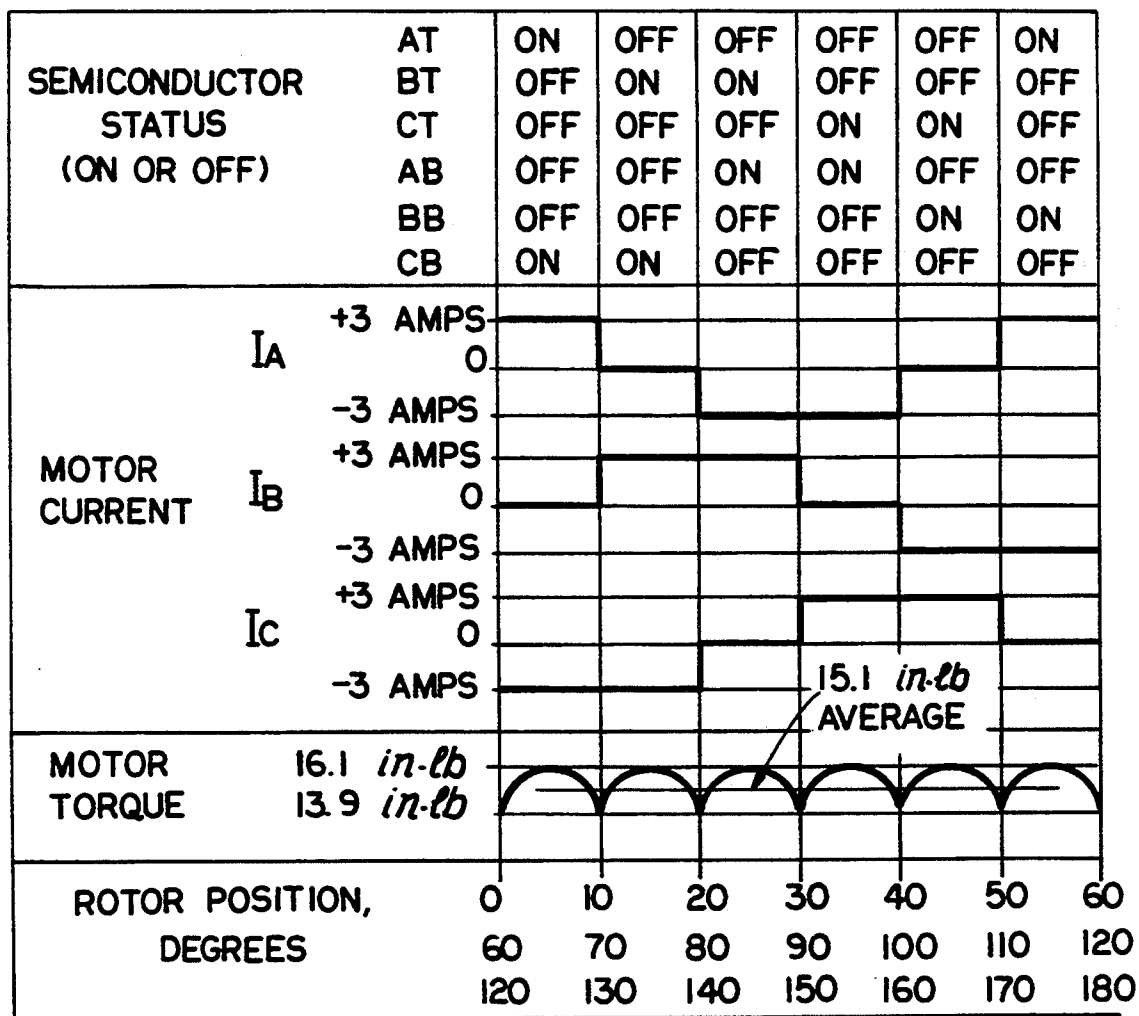 AT ON OFF OFF OFF OFF ON
SEMICONDUCTOR BT OFF ON ON OFF OFF OFF
STATUS CT OFF OFF OFF ON ON OFF
(ON OR OFF) AB OFF OFF ON ON OFF OFF
BB OFF OFF OFF OFF ON ON
CB ON ON OFF OFF OFF OFF
+3 AMPS
IA 0
-3 AMPS
MOTOR +3 AMPS
CURRENT IB 0
-3 AMPS
+3 AMPS
IC 0
-3 AMPS
15.1 in-lb
AVERAGE
MOTOR 16.1 in-lb
TORQUE 13.9 in-lb
ROTOR POSITION, 0 10 20 30 40 50 60
DEGREES 60 70 80 90 100 110 120
120 130 140 150 160 170 180